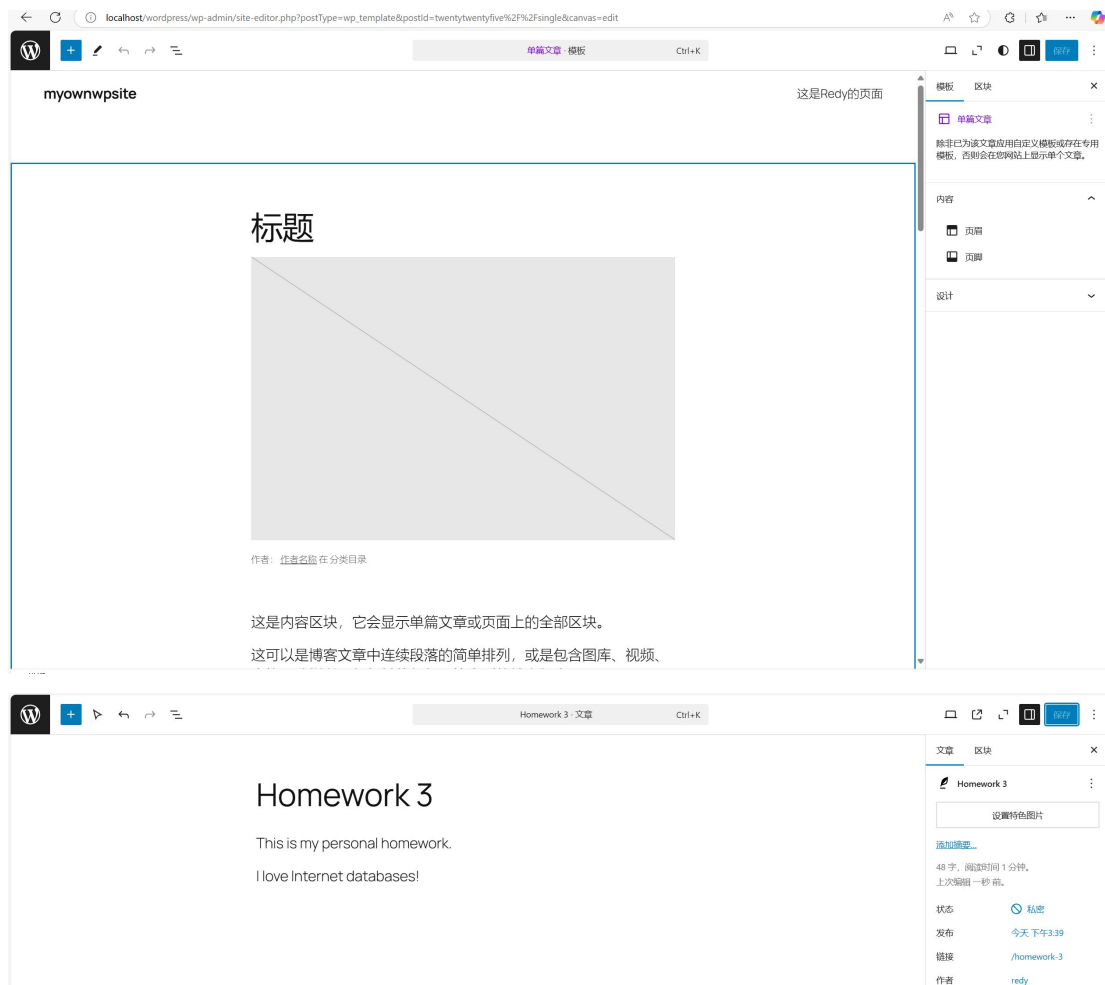 localhost/wordpress/wp-admin/site-editor.php?postType=wp_template&postId=twentytwentyfive%2F%2Fsingle&canvas=edit
单篇文章 · 模板 Ctrl+K
保存
myownwpsite
这是Redy的页面
模板 区块
单篇文章
除非已为该文章应用自定义模板或存在专用
模板，否则会在您网站上显示单个文章。
内容
页眉
页脚
设计
标题
作者： 作者名称 在 分类目录
这是内容区块，它会显示单篇文章或页面上的全部区块。
这可以是博客文章中连续段落的简单排列，或是包含图库、视频、
Homework 3 · 文章 Ctrl+K
保存
Homework 3
This is my personal homework.
I love Internet databases!
文章 区块
Homework 3
设置特色图片
添加摘要...
48 字，阅读时间 1 分钟。
上次编辑 一秒 前。
状态 私密
发布 今天 下午3:39
链接 /homework-3
作者 redy